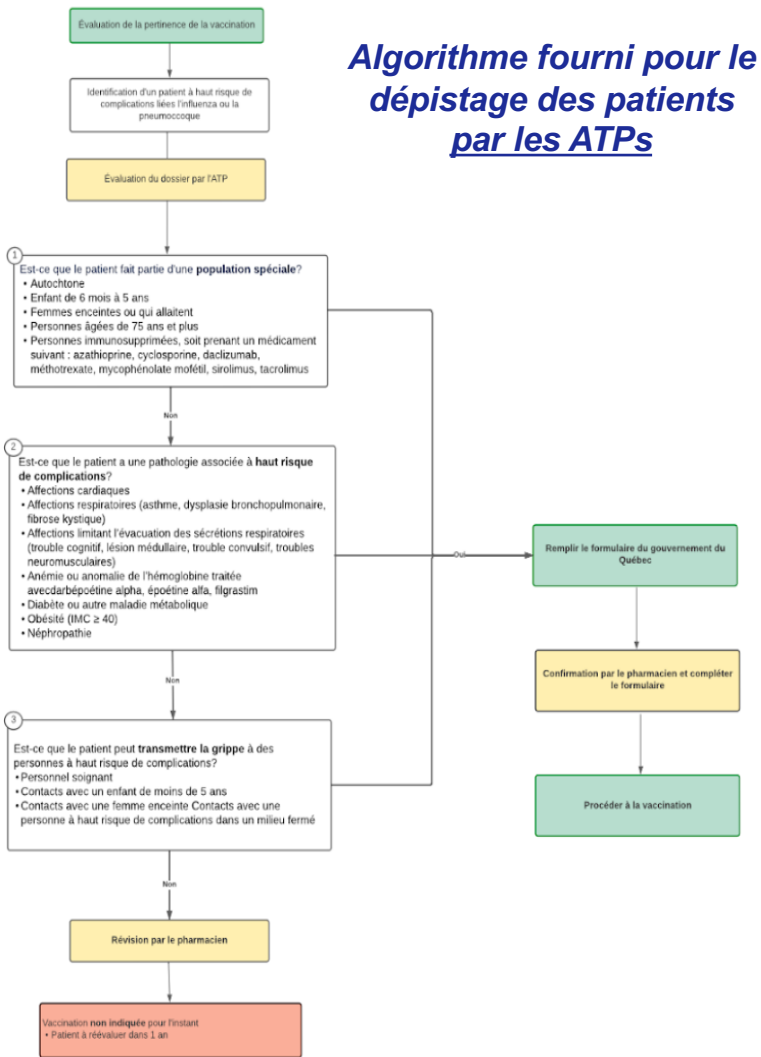 Algorithme fourni pour le
dépistage des patients
par les ATPs
Évaluation de la pertinence de la vaccination
Identification d'un patient à haut risque de
complications liées l'influenza ou la
pneumoccoque
Évaluation du dossier par l'ATP
1
Est-ce que le patient fait partie d'une population spéciale?
• Autochtone
• Enfant de 6 mois à 5 ans
• Femmes enceintes ou qui allaitent
• Personnes âgées de 75 ans et plus
• Personnes immunosupprimées, soit prenant un médicament
suivant : azathioprine, cyclosporine, daclizumab,
méthotrexate, mycophénolate mofétil, sirolimus, tacrolimus
Non
2
Est-ce que le patient a une pathologie associée à haut risque
de complications?
• Affections cardiaques
• Affections respiratoires (asthme, dysplasie bronchopulmonaire,
fibrose kystique)
• Affections limitant l'évacuation des sécrétions respiratoires
(trouble cognitif, lésion médullaire, trouble convulsif, troubles
neuromusculaires)
• Anémie ou anomalie de l'hémoglobine traitée
avecdarbépoétine alpha, époétine alfa, filgrastim
• Diabète ou autre maladie métabolique
• Obésité (IMC ≥ 40)
• Néphropathie
Non
3
Est-ce que le patient peut transmettre la grippe à des
personnes à haut risque de complications?
• Personnel soignant
• Contacts avec un enfant de moins de 5 ans
• Contacts avec une femme enceinte Contacts avec une
personne à haut risque de complications dans un milieu fermé
Non
Révision par le pharmacien
Vaccination non indiquée pour l'instant
• Patient à réévaluer dans 1 an
Oui
Remplir le formulaire du gouvernement du
Québec
Confirmation par le pharmacien et compléter
le formulaire
Procéder à la vaccination